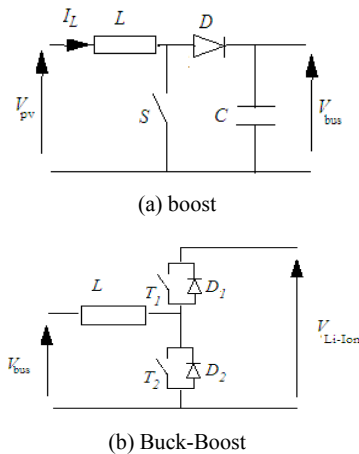 I_L L D
V_pv S C V_bus
(a) boost
L T_1 D_1
V_bus T_2 D_2 V_Li-Ion
(b) Buck-Boost